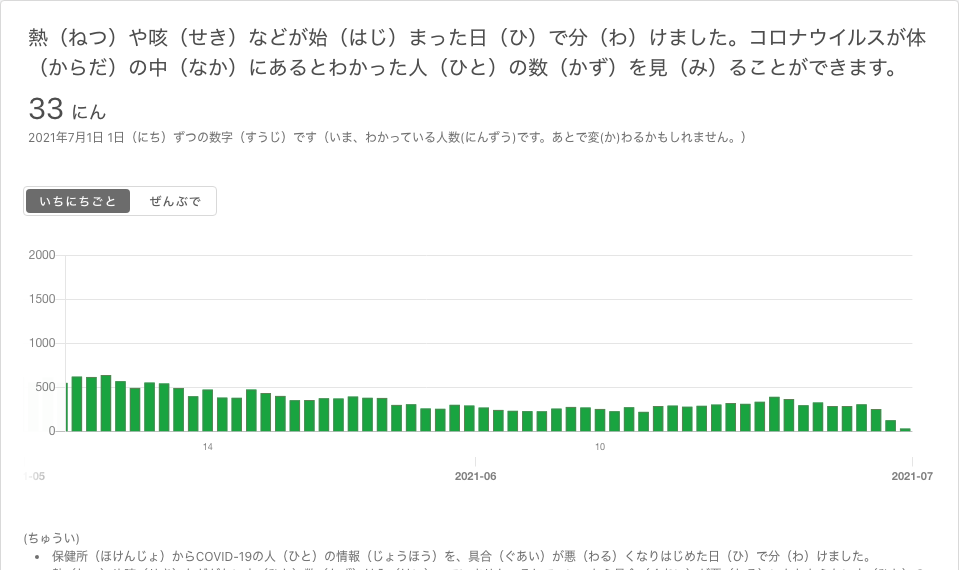 熱（ねつ）や咳（せき）などが始（はじ）まった日（ひ）で分（わ）けました。コロナウイルスが体
（からだ）の中（なか）にあるとわかった人（ひと）の数（かず）を見（み）ることができます。
33 にん
2021年7月1日 1日（にち）ずつの数字（すうじ）です（いま、わかっている人数(にんずう)です。あとで変(か)わるかもしれません。）
いちにちごと ぜんぶで
2000
1500
1000
500
0
14 10
-05 2021-06 2021-07
(ちゅうい)
• 保健所（ほけんじょ）からCOVID-19の人（ひと）の情報（じょうほう）を、具合（ぐあい）が悪（わる）くなりはじめた日（ひ）で分（わ）けました。